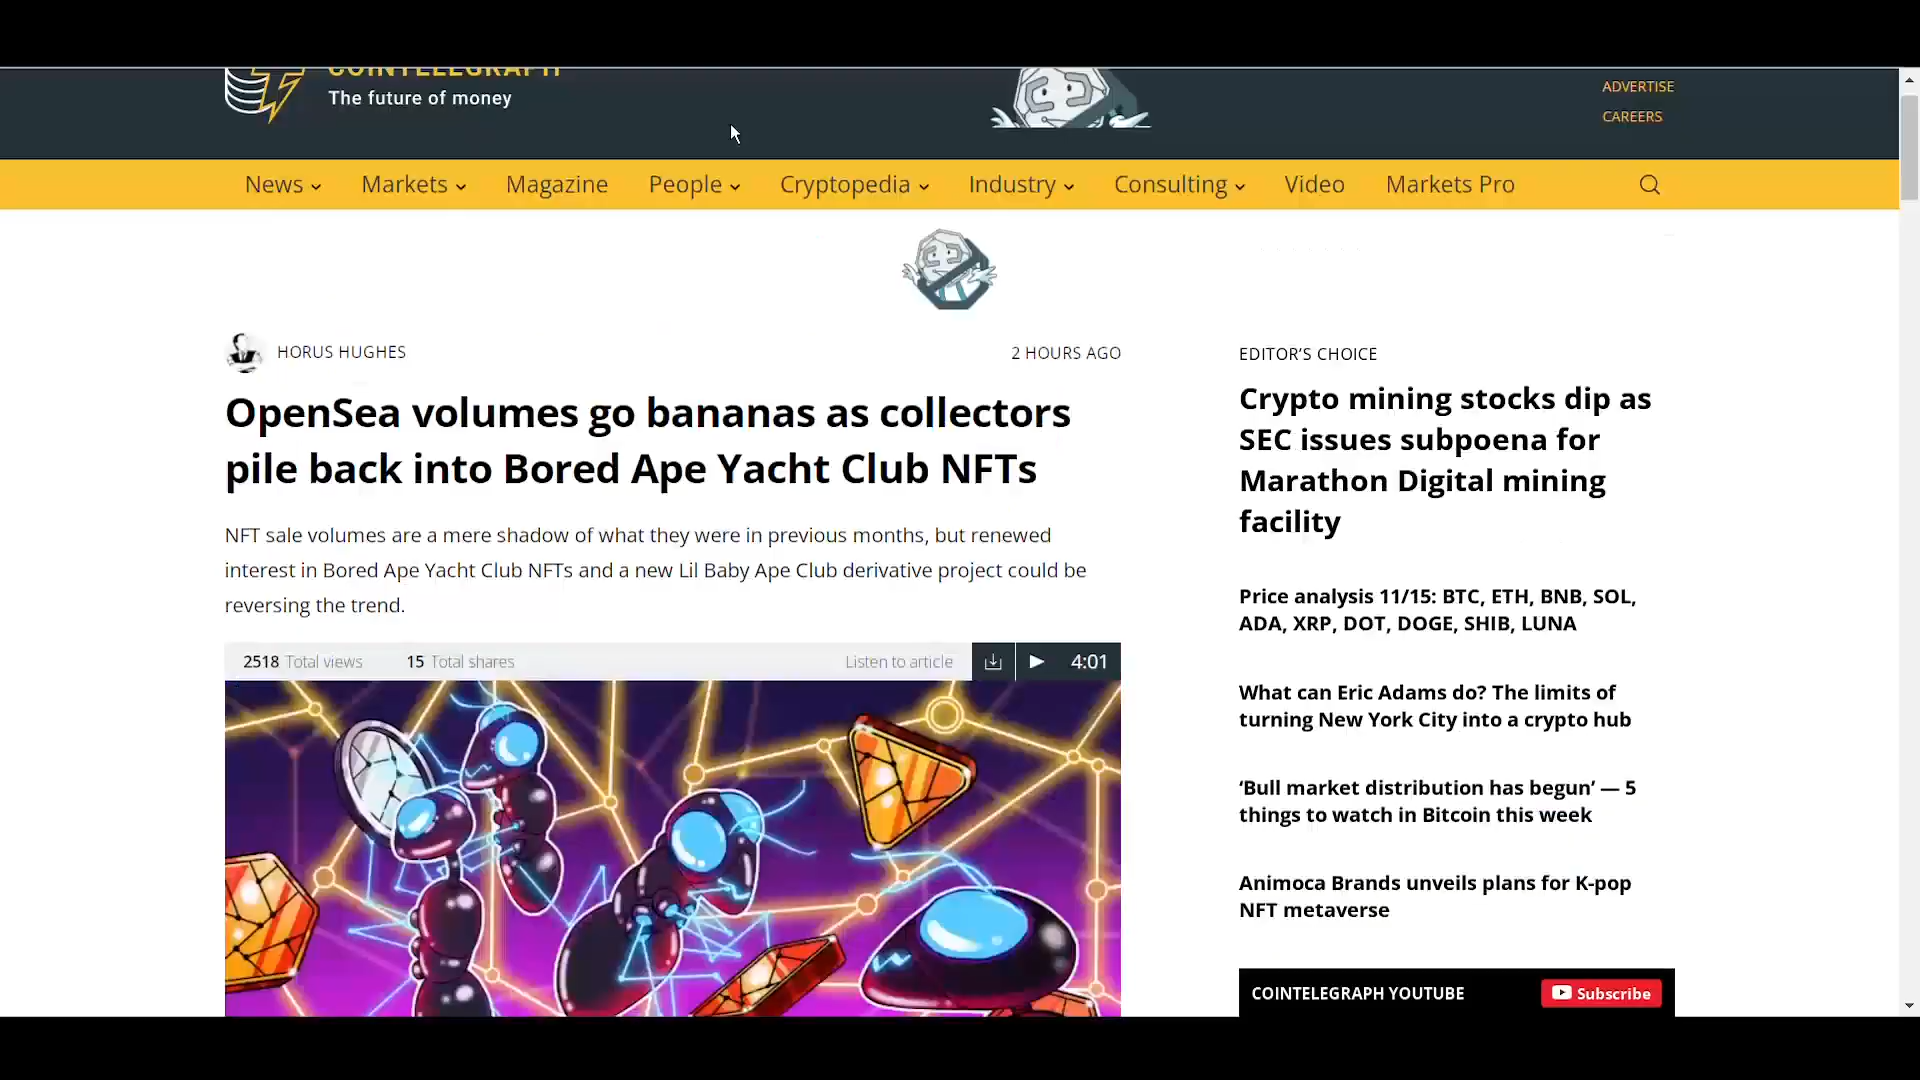 COINTELEGRAPH
The future of money
ADVERTISE
CAREERS
News
Markets
Magazine
People
Cryptopedia
Industry
Consulting
Video
Markets Pro
HORUS HUGHES
2 HOURS AGO
OpenSea volumes go bananas as collectors
pile back into Bored Ape Yacht Club NFTs
NFT sale volumes are a mere shadow of what they were in previous months, but renewed
interest in Bored Ape Yacht Club NFTs and a new Lil Baby Ape Club derivative project could be
reversing the trend.
2518 Total views
15 Total shares
Listen to article
4:01
EDITOR’S CHOICE
Crypto mining stocks dip as
SEC issues subpoena for
Marathon Digital mining
facility
Price analysis 11/15: BTC, ETH, BNB, SOL,
ADA, XRP, DOT, DOGE, SHIB, LUNA
What can Eric Adams do? The limits of
turning New York City into a crypto hub
‘Bull market distribution has begun’ — 5
things to watch in Bitcoin this week
Animoca Brands unveils plans for K-pop
NFT metaverse
COINTELEGRAPH YOUTUBE
Subscribe